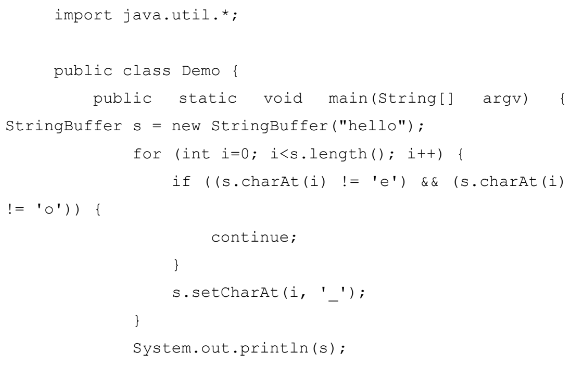 import java.util.*;
public class Demo {
public static void main(String[] argv) {
StringBuffer s = new StringBuffer("hello");
for (int i=0; i<s.length(); i++) {
if ((s.charAt(i) != 'e') && (s.charAt(i)
!= 'o')) {
continue;
}
s.setCharAt(i, '_');
}
System.out.println(s);